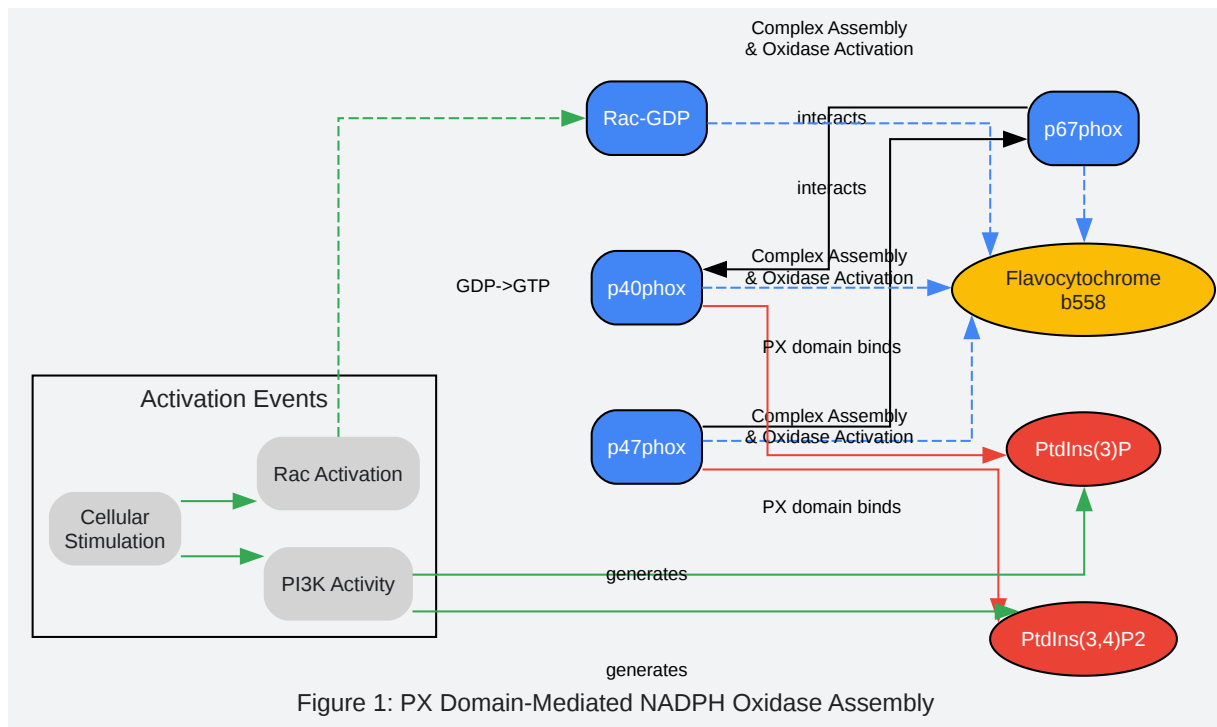 Complex Assembly
& Oxidase Activation
Rac-GDP
interacts
p67phox
interacts
p40phox
GDP->GTP
Complex Assembly
& Oxidase Activation
Flavocytochrome
b558
PX domain binds
Activation Events
Rac Activation
Cellular
Stimulation
PI3K Activity
p47phox
Complex Assembly
& Oxidase Activation
PtdIns(3)P
PX domain binds
generates
PtdIns(3,4)P2
generates
Figure 1: PX Domain-Mediated NADPH Oxidase Assembly